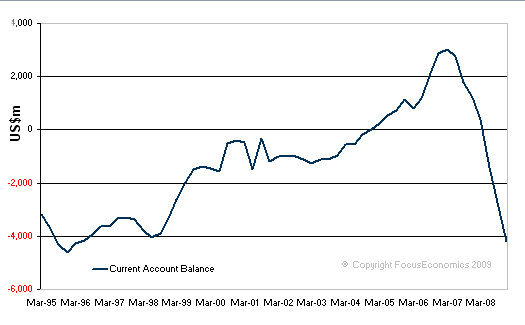 4,000
2,000
0
-2,000
-4,000
-6,000
US$m
Current Account Balance
© Copyright FocusEconomics 2009
Mar-95 Mar-96 Mar-97 Mar-98 Mar-99 Mar-00 Mar-01 Mar-02 Mar-03 Mar-04 Mar-05 Mar-06 Mar-07 Mar-08